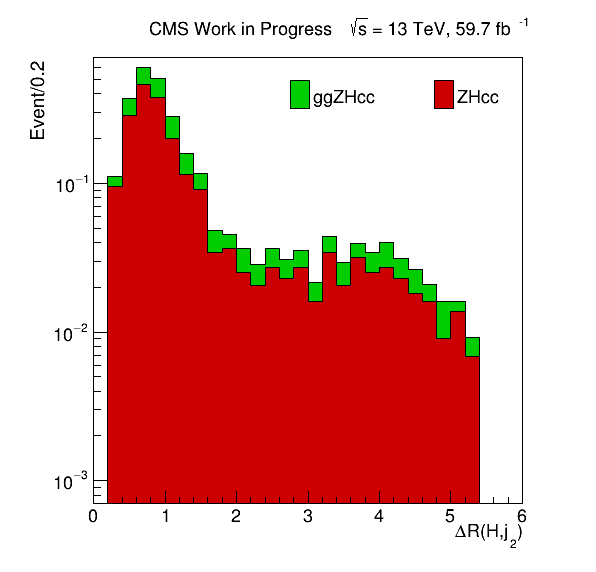 CMS Work in Progress √s = 13 TeV, 59.7 fb⁻¹
Event/0.2
ggZHcc ZHcc
10⁻¹
10⁻²
10⁻³
0 1 2 3 4 5 6
ΔR(H,j₂)